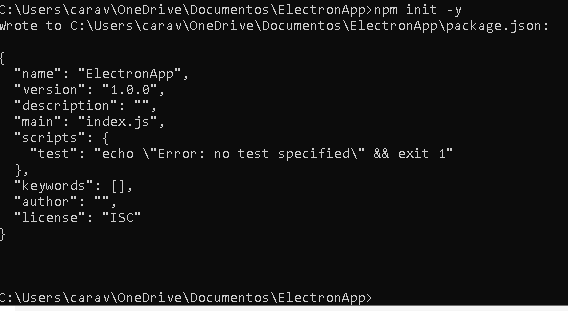 C:\Users\carav\OneDrive\Documentos\ElectronApp>npm init -y
Wrote to C:\Users\carav\OneDrive\Documentos\ElectronApp\package.json:
{
"name": "ElectronApp",
"version": "1.0.0",
"description": "",
"main": "index.js",
"scripts": {
"test": "echo \"Error: no test specified\" && exit 1"
},
"keywords": [],
"author": "",
"license": "ISC"
}
C:\Users\carav\OneDrive\Documentos\ElectronApp>